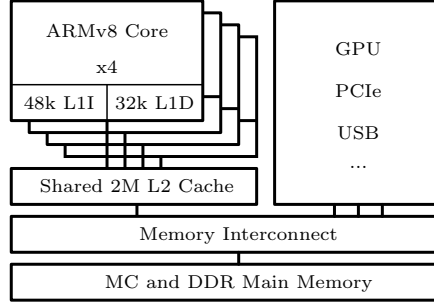 ARMv8 Core
x4
48k L1I 32k L1D
Shared 2M L2 Cache
GPU
PCIe
USB
...
Memory Interconnect
MC and DDR Main Memory